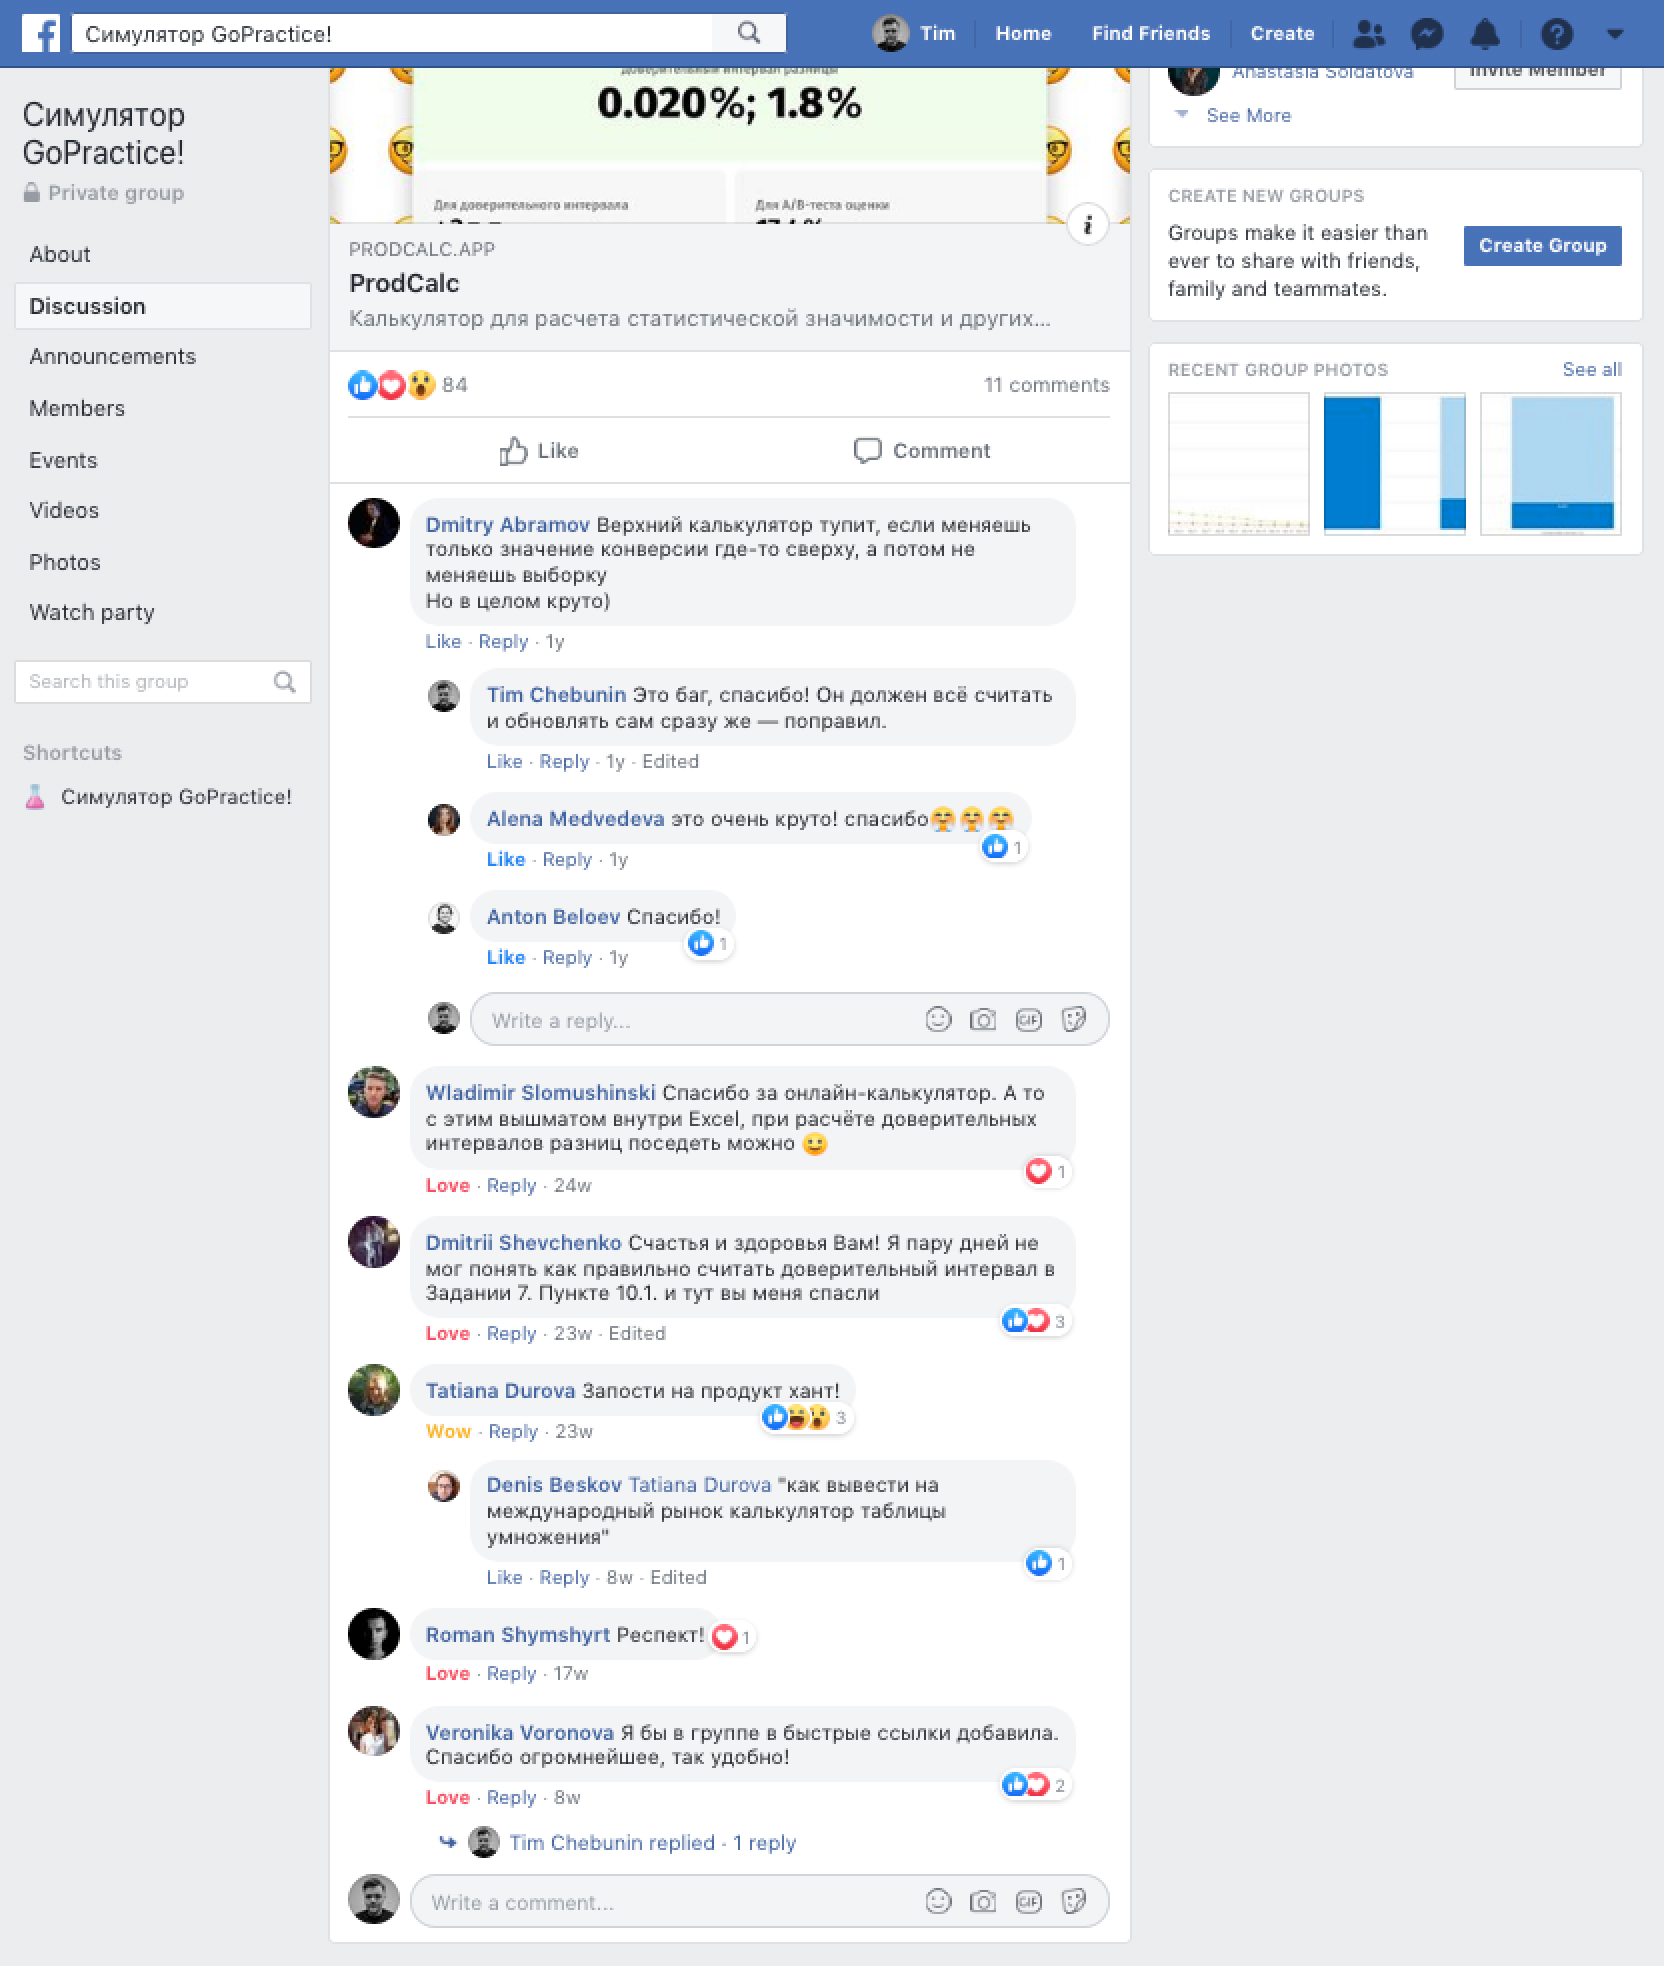 Симулятор GoPractice!
Tim
Home
Find Friends
Create
Симулятор
GoPractice!
Private group
About
Discussion
Announcements
Members
Events
Videos
Photos
Watch party
Search this group
Shortcuts
Симулятор GoPractice!
доверительный интервал разницы
0.020%; 1.8%
Для доверительного интервала
Для A/B-теста оценки
PRODCALC.APP
ProdCalc
Калькулятор для расчета статистической значимости и других...
84
11 comments
Like
Comment
Dmitry Abramov Верхний калькулятор тупит, если меняешь
только значение конверсии где-то сверху, а потом не
меняешь выборку
Но в целом круто)
Like · Reply · 1y
Tim Chebunin Это баг, спасибо! Он должен всё считать
и обновлять сам сразу же — поправил.
Like · Reply · 1y · Edited
Alena Medvedeva это очень круто! спасибо🤗🤗🤗
1
Like · Reply · 1y
Anton Beloev Спасибо!
1
Like · Reply · 1y
Write a reply...
GIF
Wladimir Slomushinski Спасибо за онлайн-калькулятор. А то
с этим вышматом внутри Excel, при расчёте доверительных
интервалов разниц поседеть можно 🙂
1
Love · Reply · 24w
Dmitrii Shevchenko Счастья и здоровья Вам! Я пару дней не
мог понять как правильно считать доверительный интервал в
Задании 7. Пункте 10.1. и тут вы меня спасли
3
Love · Reply · 23w · Edited
Tatiana Durova Запости на продукт хант!
3
Wow · Reply · 23w
Denis Beskov Tatiana Durova "как вывести на
международный рынок калькулятор таблицы
умножения"
1
Like · Reply · 8w · Edited
Roman Shymshyrt Респект!
1
Love · Reply · 17w
Veronika Voronova Я бы в группе в быстрые ссылки добавила.
Спасибо огромнейшее, так удобно!
2
Love · Reply · 8w
Tim Chebunin replied · 1 reply
Write a comment...
GIF
Anastasia Soldatova
Invite Member
See More
CREATE NEW GROUPS
Groups make it easier than
ever to share with friends,
family and teammates.
Create Group
RECENT GROUP PHOTOS
See all